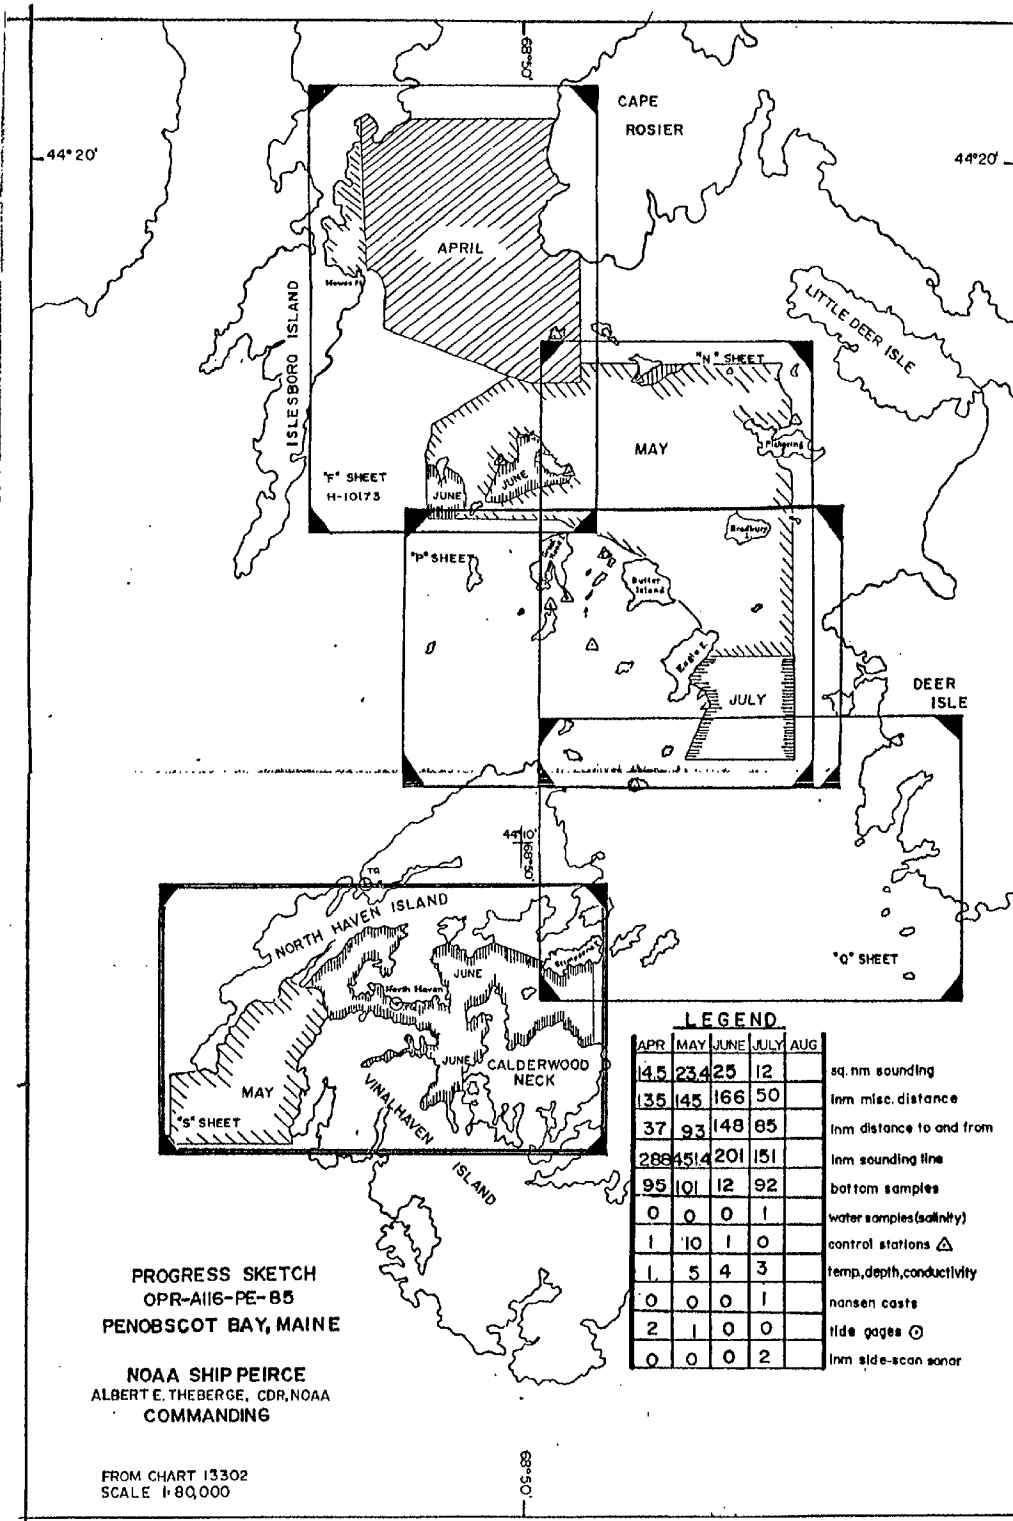 68°50'
CAPE
ROSIER
44°20'
44°20'
APRIL
ISLESBORO ISLAND
LITTLE DEER ISLE
"N" SHEET
MAY
Pickering
"F" SHEET
H-10173
JUNE
JUNE
Bradbury
I.
"P" SHEET
Butter
Island
Eagle I.
JULY
DEER
ISLE
44°10'
68°50'
TG
NORTH HAVEN ISLAND
JUNE
North Haven
TG
"Q" SHEET
JUNE
CALDERWOOD
NECK
MAY
"S" SHEET
VINALHAVEN
ISLAND
LEGEND
APR MAY JUNE JULY AUG
14.5 23.4 25 12 sq. nm sounding
135 145 166 50 lnm misc. distance
37 93 148 85 lnm distance to and from
288 451.4 201 151 lnm sounding line
95 101 12 92 bottom samples
0 0 0 1 water samples (salinity)
1 10 1 0 control stations
1 5 4 3 temp, depth, conductivity
0 0 0 1 nansen casts
2 1 0 0 tide gages
0 0 0 2 lnm side-scan sonar
PROGRESS SKETCH
OPR-A116-PE-85
PENOBSCOT BAY, MAINE
NOAA SHIP PEIRCE
ALBERT E. THEBERGE, CDR, NOAA
COMMANDING
FROM CHART 13302
SCALE 1:80,000
68°50'